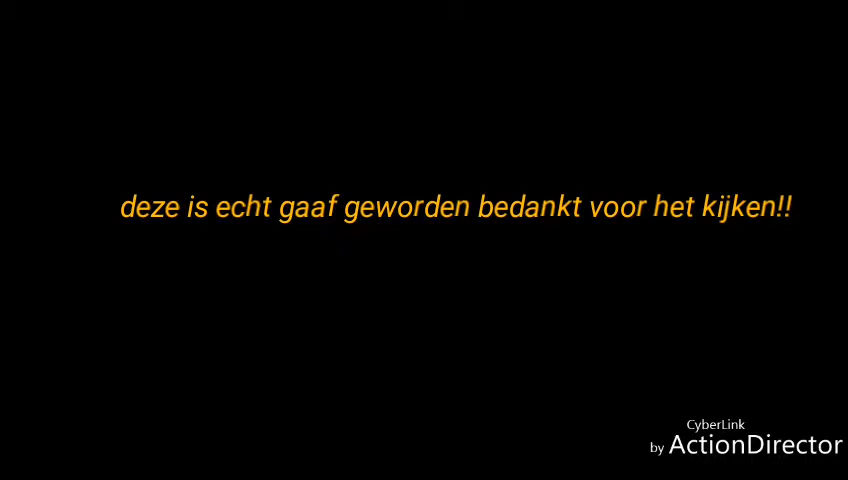 deze is echt gaaf geworden bedankt voor het kijken!!
CyberLink
by ActionDirector